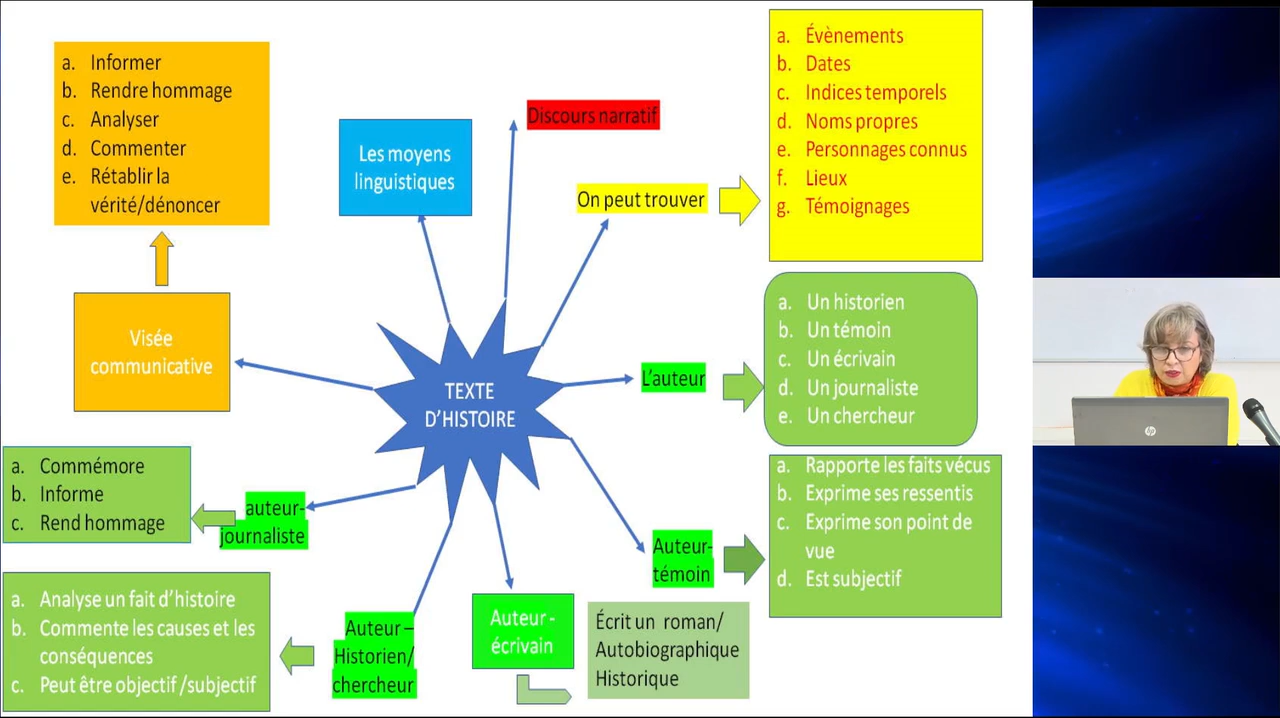 a. Informer
b. Rendre hommage
c. Analyser
d. Commenter
e. Rétablir la
vérité/dénoncer
Visée
communicative
Les moyens
linguistiques
Discours narratif
On peut trouver
a. Évènements
b. Dates
c. Indices temporels
d. Noms propres
e. Personnages connus
f. Lieux
g. Témoignages
TEXTE
D'HISTOIRE
L'auteur
a. Un historien
b. Un témoin
c. Un écrivain
d. Un journaliste
e. Un chercheur
Auteur-
témoin
a. Rapporte les faits vécus
b. Exprime ses ressentis
c. Exprime son point de
vue
d. Est subjectif
auteur-
journaliste
a. Commémore
b. Informe
c. Rend hommage
Auteur –
Historien/
chercheur
a. Analyse un fait d'histoire
b. Commente les causes et les
conséquences
c. Peut être objectif /subjectif
Auteur -
écrivain
Écrit un roman/
Autobiographique
Historique
hp